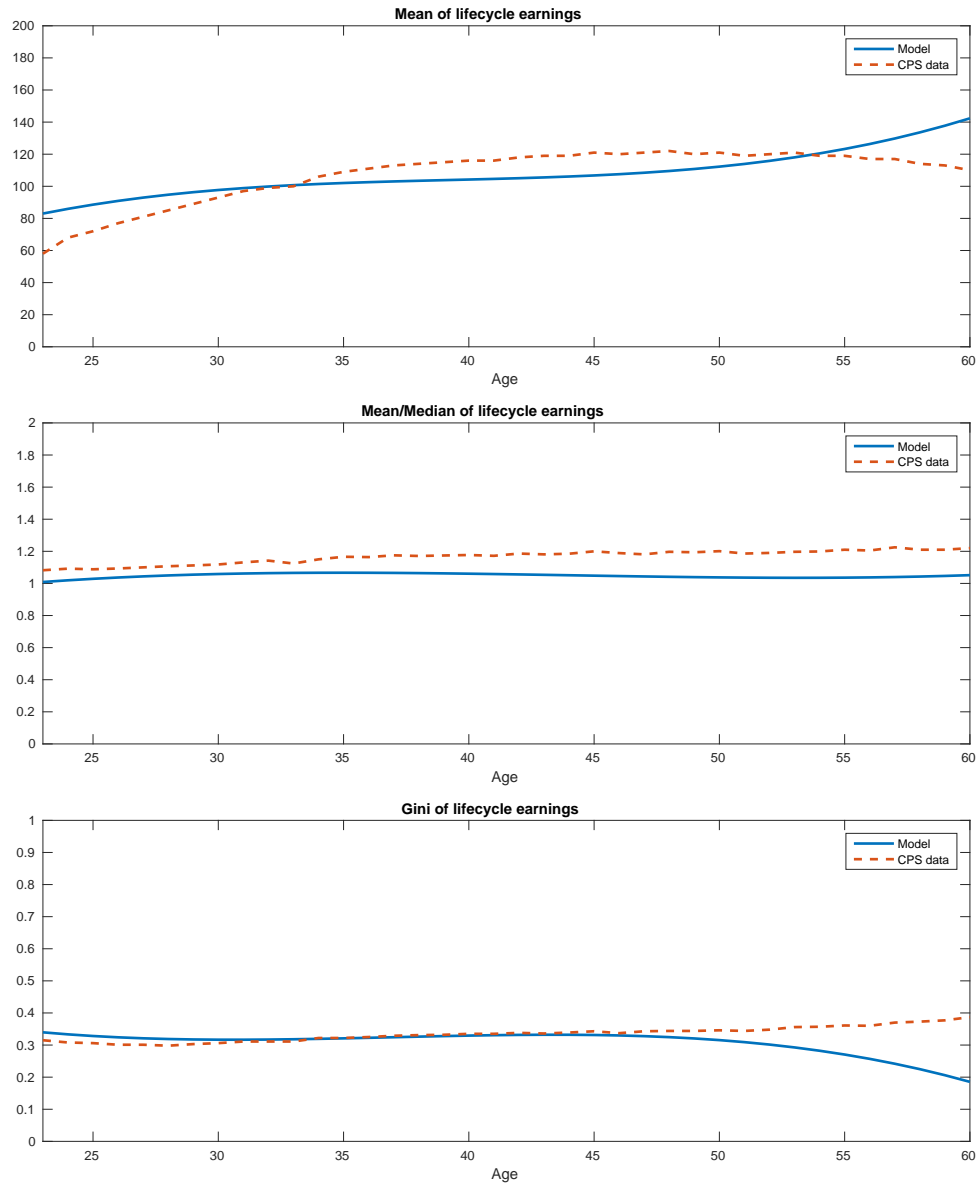 Mean of lifecycle earnings
200
180
160
140
120
100
80
60
40
20
0
Model
CPS data
25 30 35 40 45 50 55 60
Age
Mean/Median of lifecycle earnings
2
1.8
1.6
1.4
1.2
1
0.8
0.6
0.4
0.2
0
Model
CPS data
25 30 35 40 45 50 55 60
Age
Gini of lifecycle earnings
1
0.9
0.8
0.7
0.6
0.5
0.4
0.3
0.2
0.1
0
Model
CPS data
25 30 35 40 45 50 55 60
Age